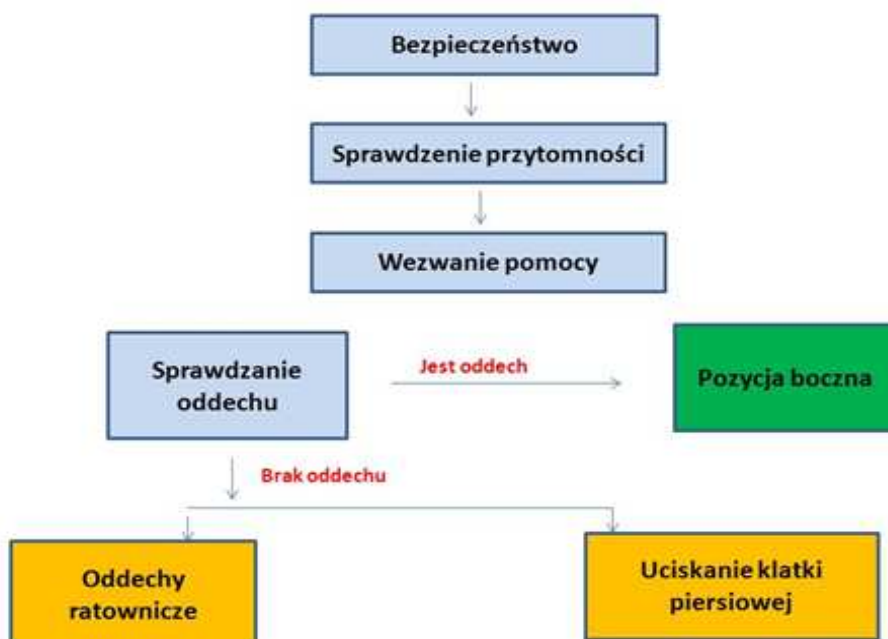 Bezpieczeństwo
Sprawdzenie przytomności
Wezwanie pomocy
Sprawdzanie
oddechu
Jest oddech
Pozycja boczna
Brak oddechu
Oddechy
ratownicze
Uciskanie klatki
piersiowej